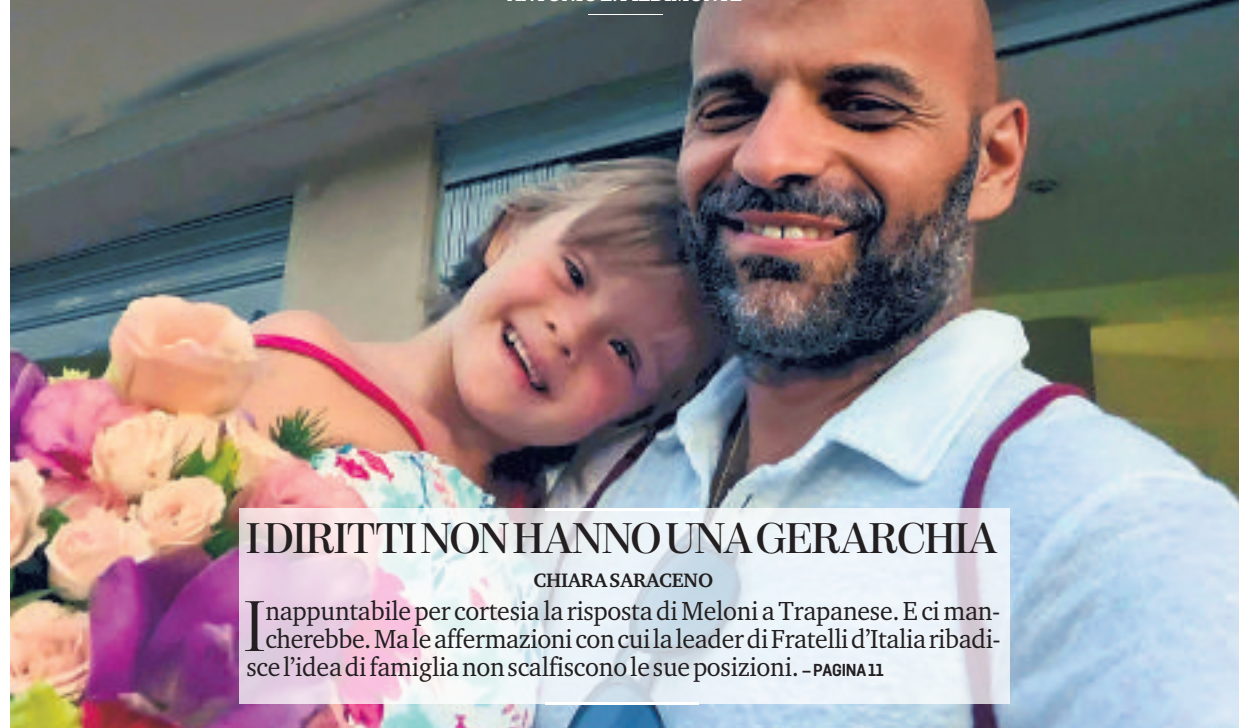 I DIRITTI NON HANNO UNA GERARCHIA
CHIARA SARACENO
Inappuntabile per cortesia la risposta di Meloni a Trapanese. E ci man-
cherebbe. Ma le affermazioni con cui la leader di Fratelli d'Italia ribadi-
sce l'idea di famiglia non scalfiscono le sue posizioni. – PAGINA 11